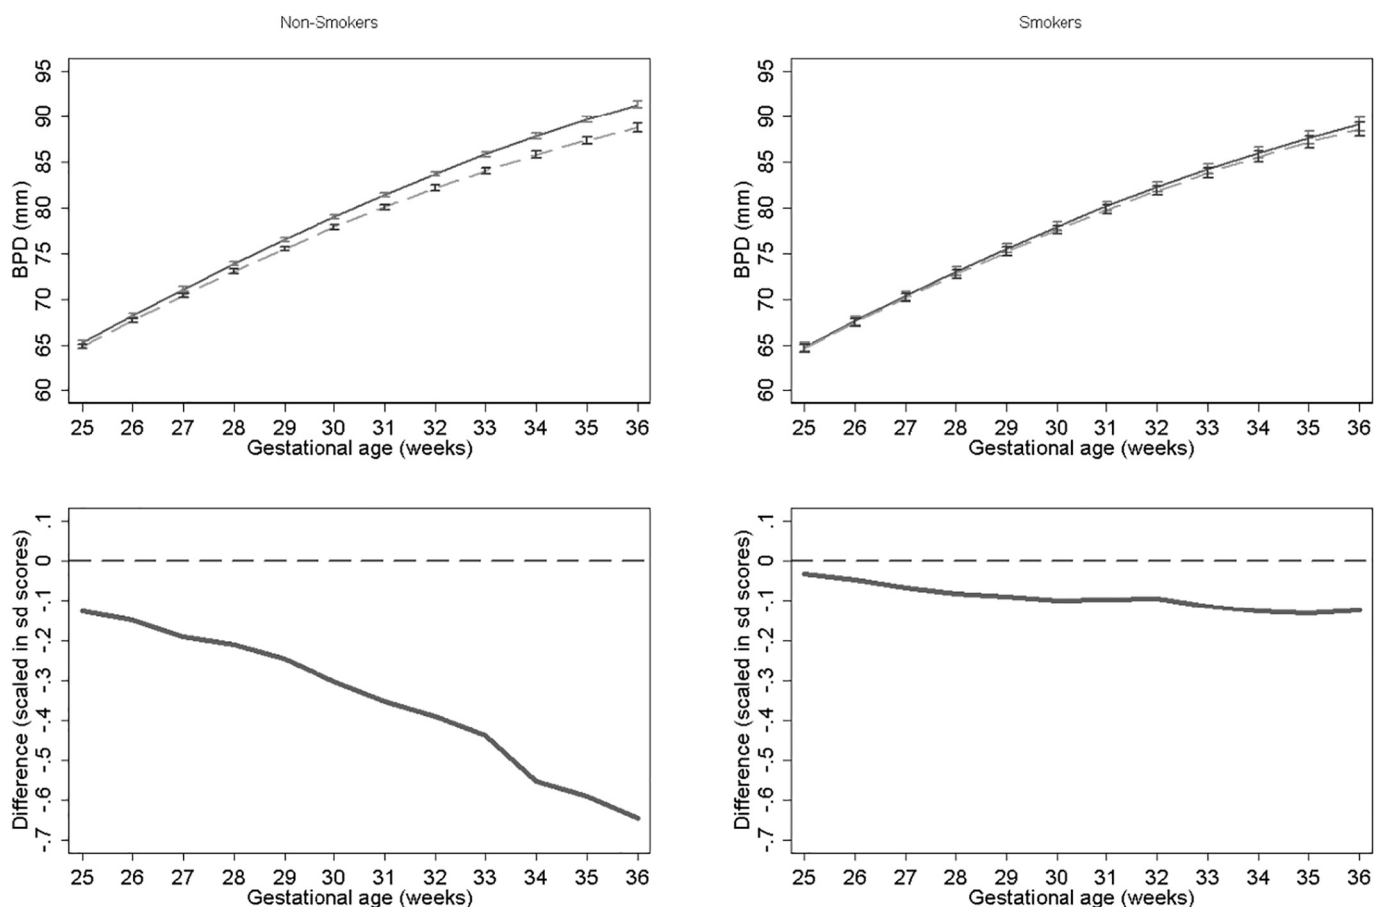 Non-Smokers
Smokers
BPD (mm)
95
90
85
80
75
70
65
60
25 26 27 28 29 30 31 32 33 34 35 36
Gestational age (weeks)
BPD (mm)
95
90
85
80
75
70
65
60
25 26 27 28 29 30 31 32 33 34 35 36
Gestational age (weeks)
Difference (scaled in sd scores)
.1
0
-.1
-.2
-.3
-.4
-.5
-.6
-.7
25 26 27 28 29 30 31 32 33 34 35 36
Gestational age (weeks)
Difference (scaled in sd scores)
.1
0
-.1
-.2
-.3
-.4
-.5
-.6
-.7
25 26 27 28 29 30 31 32 33 34 35 36
Gestational age (weeks)